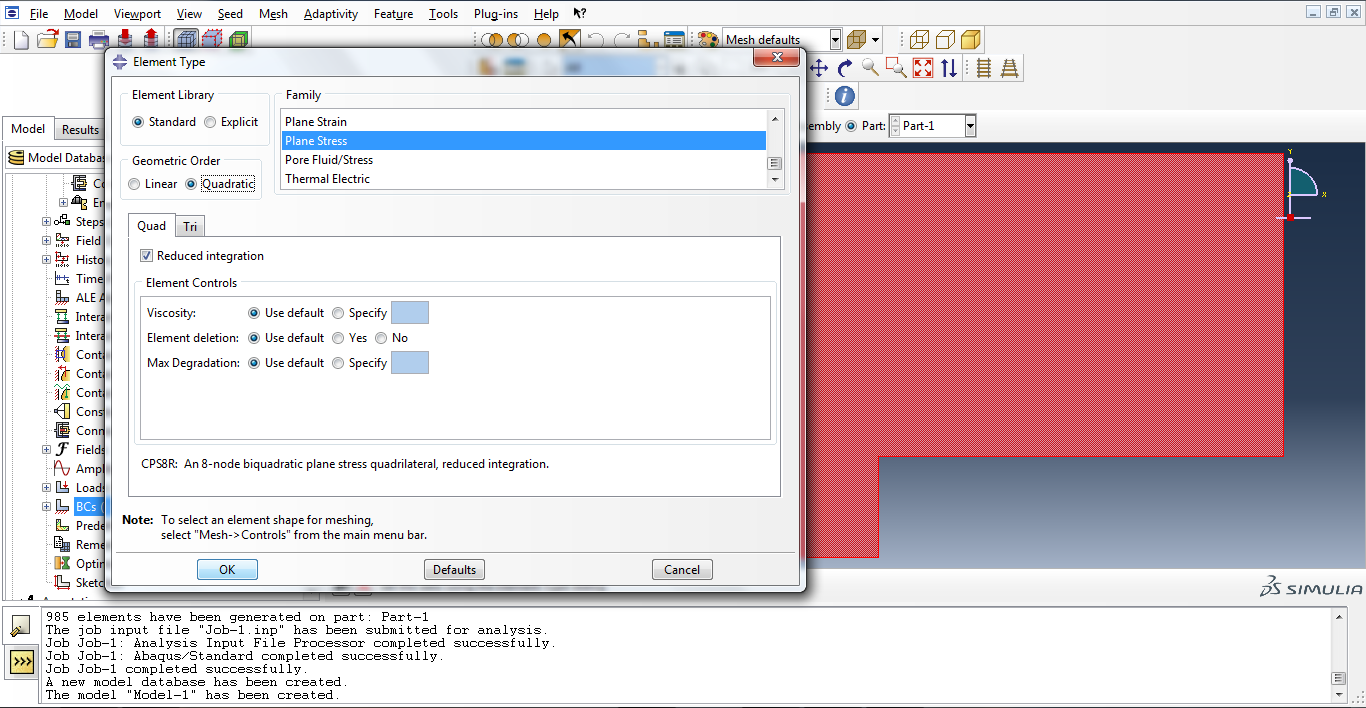 File Model Viewport View Seed Mesh Adaptivity Feature Tools Plug-ins Help
Mesh defaults
Element Type
Element Library
Standard Explicit
Geometric Order
Linear Quadratic
Family
Plane Strain
Plane Stress
Pore Fluid/Stress
Thermal Electric
Quad Tri
Reduced integration
Element Controls
Viscosity: Use default Specify
Element deletion: Use default Yes No
Max Degradation: Use default Specify
CPS8R: An 8-node biquadratic plane stress quadrilateral, reduced integration.
Note: To select an element shape for meshing,
select "Mesh->Controls" from the main menu bar.
OK Defaults Cancel
embly Part: Part-1
Model Results
Model Databa
Co
En
Steps
Field
Histo
Time
ALE A
Intera
Intera
Conta
Conta
Conta
Cons
Conn
Fields
Ampl
Loads
BCs (
Prede
Reme
Optin
Sketc
Y
X
SIMULIA
985 elements have been generated on part: Part-1
The job input file "Job-1.inp" has been submitted for analysis.
Job Job-1: Analysis Input File Processor completed successfully.
Job Job-1: Abaqus/Standard completed successfully.
Job Job-1 completed successfully.
A new model database has been created.
The model "Model-1" has been created.